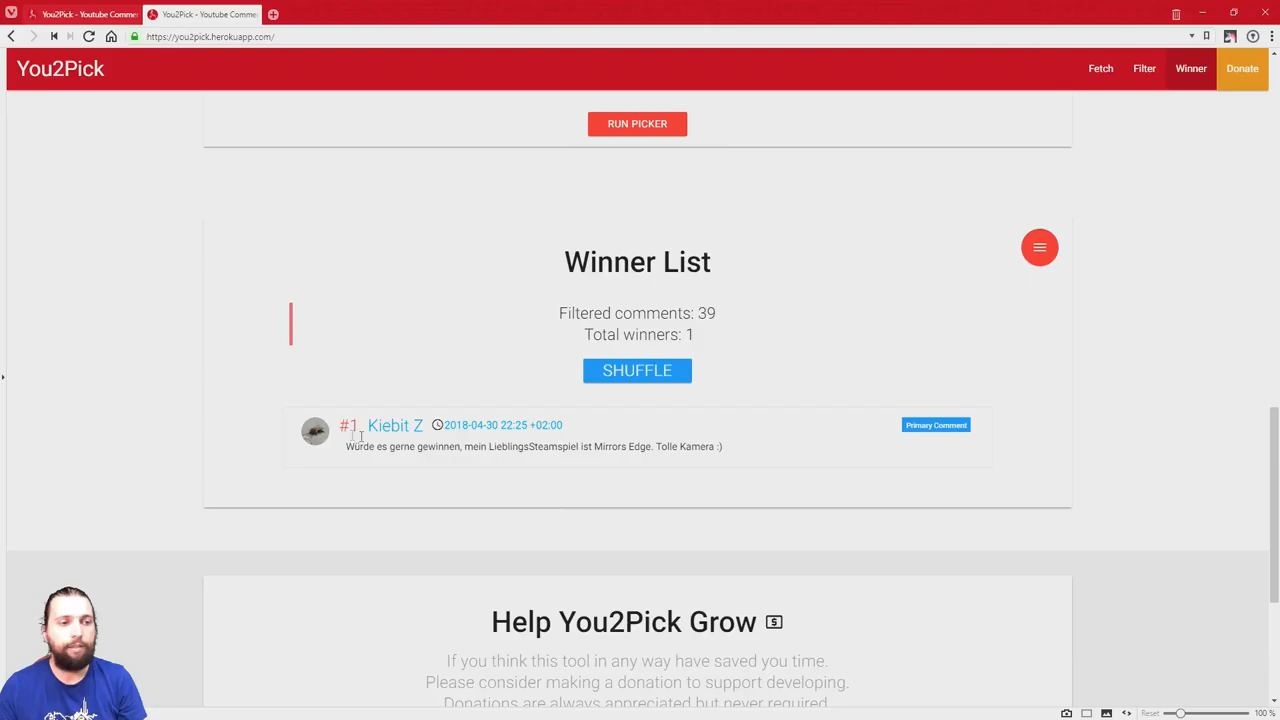 You2Pick - Youtube Comme
You2Pick - Youtube Comme
https://you2pick.herokuapp.com/
You2Pick
Fetch
Filter
Winner
Donate
RUN PICKER
Winner List
Filtered comments: 39
Total winners: 1
SHUFFLE
#1. Kiebit Z 2018-04-30 22:25 +02:00
Primary Comment
Würde es gerne gewinnen, mein LieblingsSteamspiel ist Mirrors Edge. Tolle Kamera :)
Help You2Pick Grow
If you think this tool in any way have saved you time.
Please consider making a donation to support developing.
Donations are always appreciated but never required
Reset
100 %